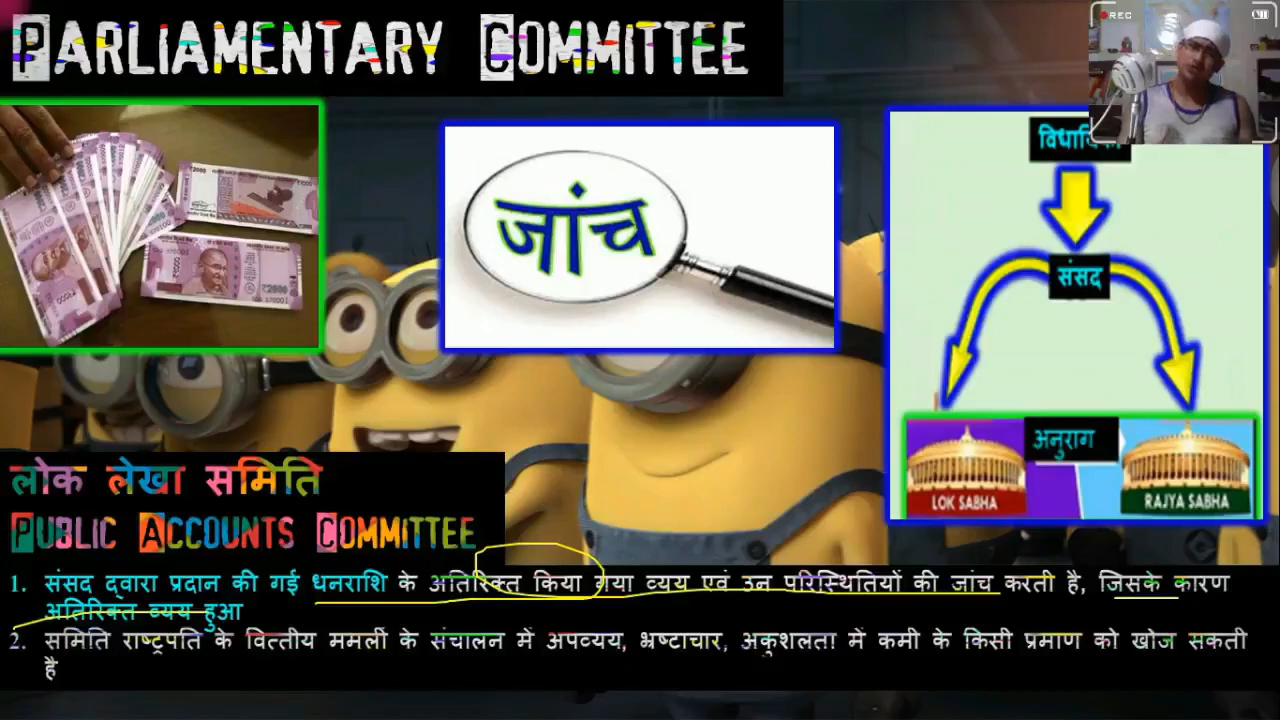 PARLIAMENTARY COMMITTEE
REC
जांच
संसद
अनुराग
LOK SABHA
RAJYA SABHA
लोक लेखा समिति
PUBLIC ACCOUNTS COMMITTEE
1. संसद द्वारा प्रदान की गई धनराशि के अतिरिक्त किया गया व्यय एवं उन परिस्थितियों की जांच करती है, जिसके कारण
अतिरिक्त व्यय हुआ
2. समिति राष्ट्रपति के वित्तीय ममलों के संचालन में अपव्यय, भ्रष्टाचार, अकुशलता में कमी के किसी प्रमाण को खोज सकती
है